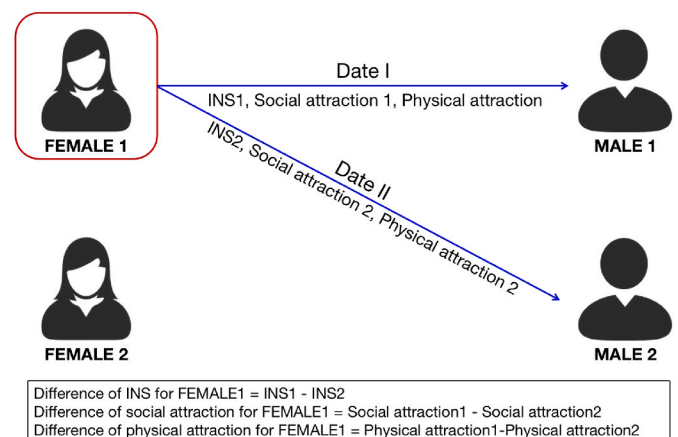 Date I
INS1, Social attraction 1, Physical attraction
FEMALE 1
MALE 1
Date II
INS2, Social attraction 2, Physical attraction 2
FEMALE 2
MALE 2
Difference of INS for FEMALE1 = INS1 - INS2
Difference of social attraction for FEMALE1 = Social attraction1 - Social attraction2
Difference of physical attraction for FEMALE1 = Physical attraction1-Physical attraction2